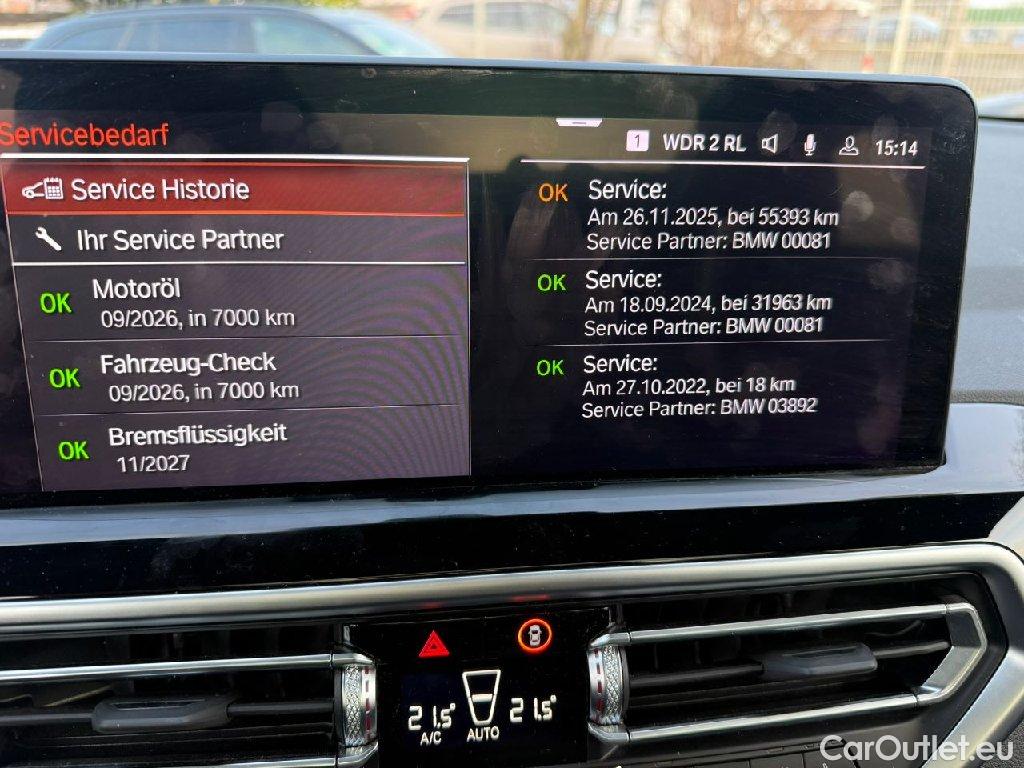 Servicebedarf
1 WDR 2 RL 15:14
Service Historie
Ihr Service Partner
OK Motoröl
09/2026, in 7000 km
OK Fahrzeug-Check
09/2026, in 7000 km
OK Bremsflüssigkeit
11/2027
OK Service:
Am 26.11.2025, bei 55393 km
Service Partner: BMW 00081
OK Service:
Am 18.09.2024, bei 31963 km
Service Partner: BMW 00081
OK Service:
Am 27.10.2022, bei 18 km
Service Partner: BMW 03892
21.5° 21.5°
A/C AUTO
CarOutlet.eu